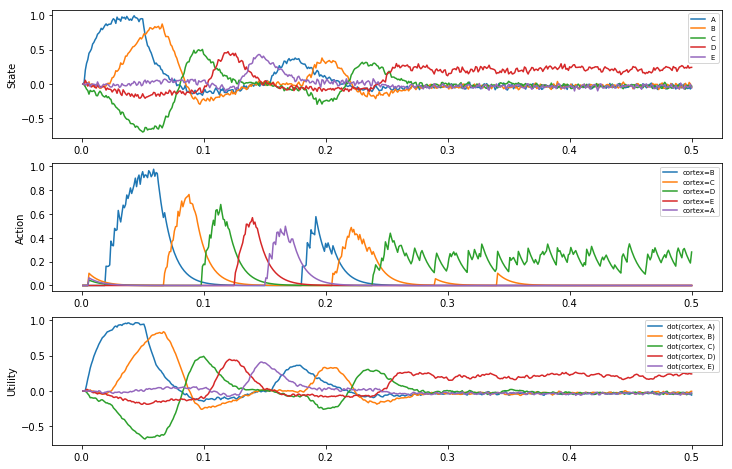 1.0
0.5
0.0
−0.5
State
A
B
C
D
E
0.0 0.1 0.2 0.3 0.4 0.5
1.0
0.8
0.6
0.4
0.2
0.0
Action
cortex=B
cortex=C
cortex=D
cortex=E
cortex=A
0.0 0.1 0.2 0.3 0.4 0.5
1.0
0.5
0.0
−0.5
Utility
dot(cortex, A)
dot(cortex, B)
dot(cortex, C)
dot(cortex, D)
dot(cortex, E)
0.0 0.1 0.2 0.3 0.4 0.5